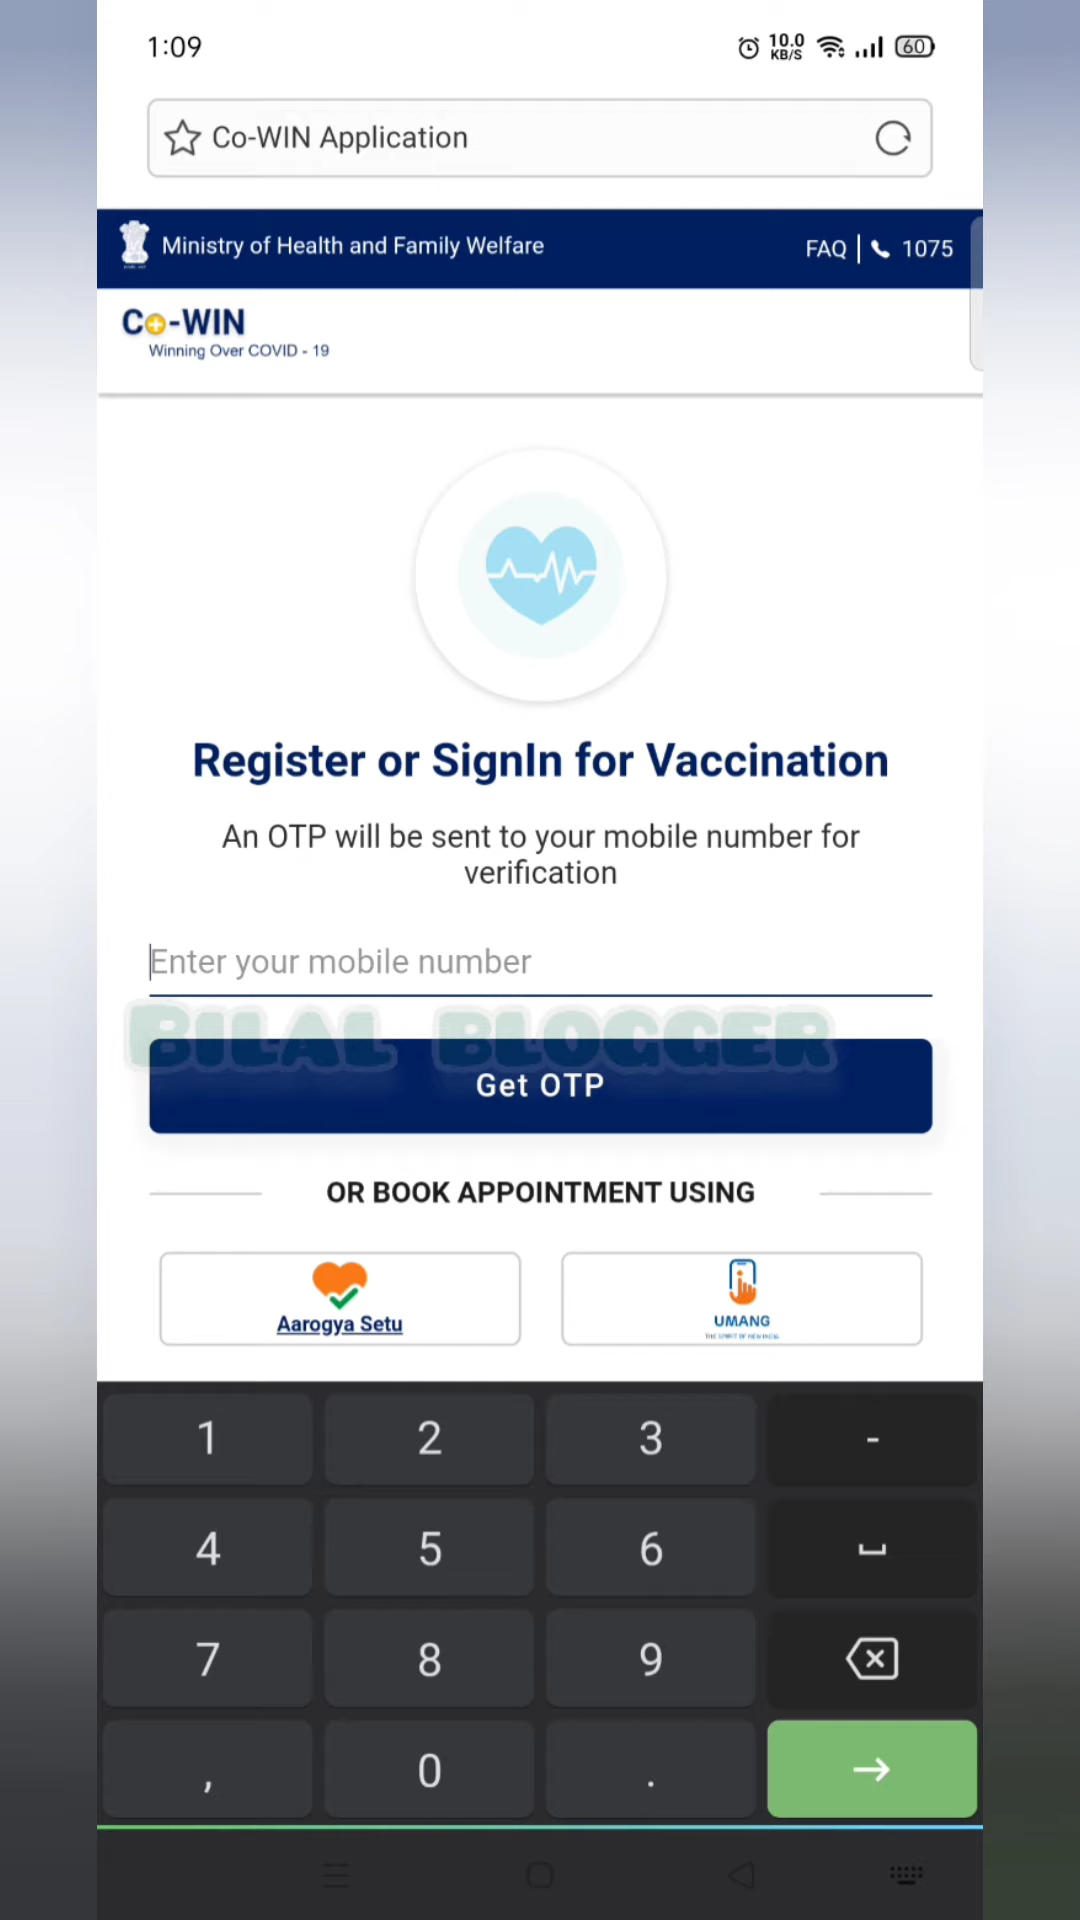 1:09
10.0
KB/S
60
Co-WIN Application
Ministry of Health and Family Welfare
FAQ | 1075
Co-WIN
Winning Over COVID - 19
Register or SignIn for Vaccination
An OTP will be sent to your mobile number for
verification
Enter your mobile number
BILAL BLOGGER
Get OTP
OR BOOK APPOINTMENT USING
Aarogya Setu
UMANG
THE SPIRIT OF NEW INDIA
1 2 3 -
4 5 6
7 8 9
, 0 .